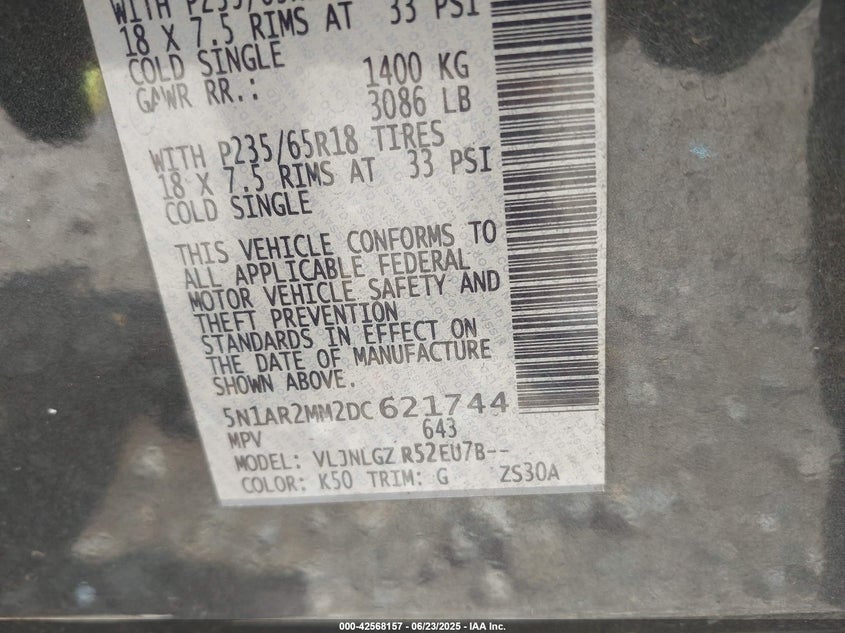 WITH P235/65R
18 X 7.5 RIMS AT 33 PSI
COLD SINGLE
GAWR RR.: 1400 KG
3086 LB
WITH P235/65R18 TIRES
18 X 7.5 RIMS AT 33 PSI
COLD SINGLE
THIS VEHICLE CONFORMS TO
ALL APPLICABLE FEDERAL
MOTOR VEHICLE SAFETY AND
THEFT PREVENTION
STANDARDS IN EFFECT ON
THE DATE OF MANUFACTURE
SHOWN ABOVE.
5N1AR2MM2DC621744
MPV 643
MODEL: VLJNLGZ R52EU7B--
COLOR: K50 TRIM: G ZS30A
000-42568157 - 06/23/2025 - IAA Inc.